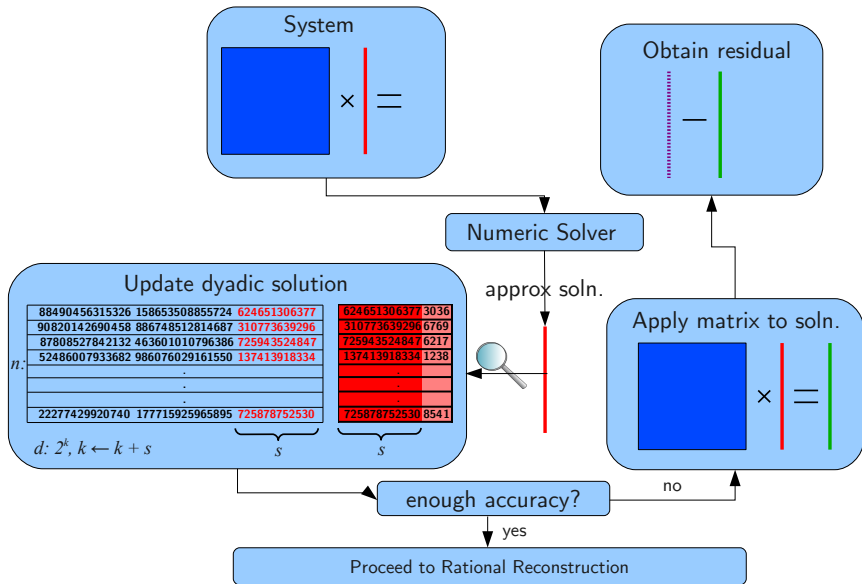 System
× =
Obtain residual
−
Numeric Solver
approx soln.
Update dyadic solution
n:
88490456315326 158653508855724 624651306377
90820142690458 886748512814687 310773639296
87808527842132 463601010796386 725943524847
52486007933682 986076029161550 137413918334
.
.
.
22277429920740 177715925965895 725878752530
s
624651306377 3036
310773639296 6769
725943524847 6217
137413918334 1238
.
.
.
725878752530 8541
s
d: 2^k, k ← k + s
Apply matrix to soln.
× =
enough accuracy?
no
yes
Proceed to Rational Reconstruction